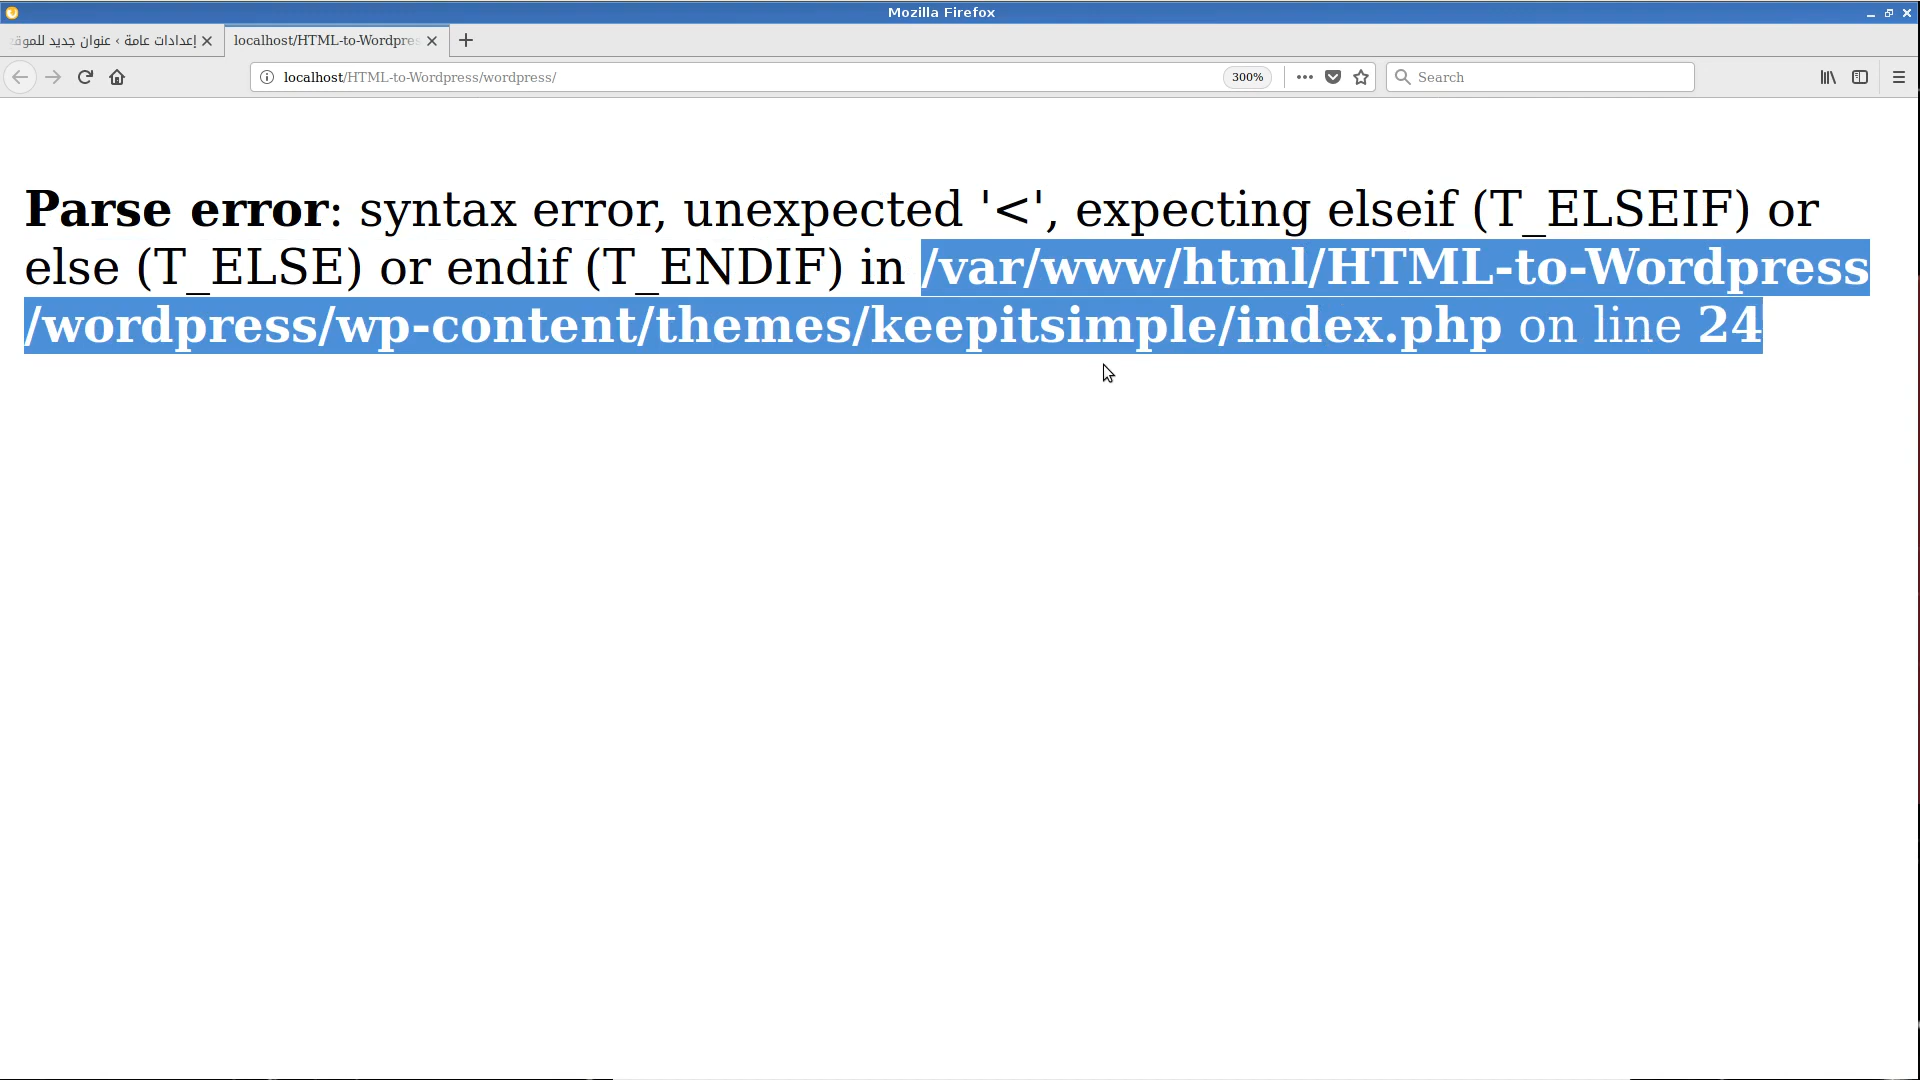 Mozilla Firefox
إعدادات عامة ‹ عنوان جديد للموقع
localhost/HTML-to-Wordpres
localhost/HTML-to-Wordpress/wordpress/
300%
Search
Parse error: syntax error, unexpected '<', expecting elseif (T_ELSEIF) or
else (T_ELSE) or endif (T_ENDIF) in /var/www/html/HTML-to-Wordpress
/wordpress/wp-content/themes/keepitsimple/index.php on line 24